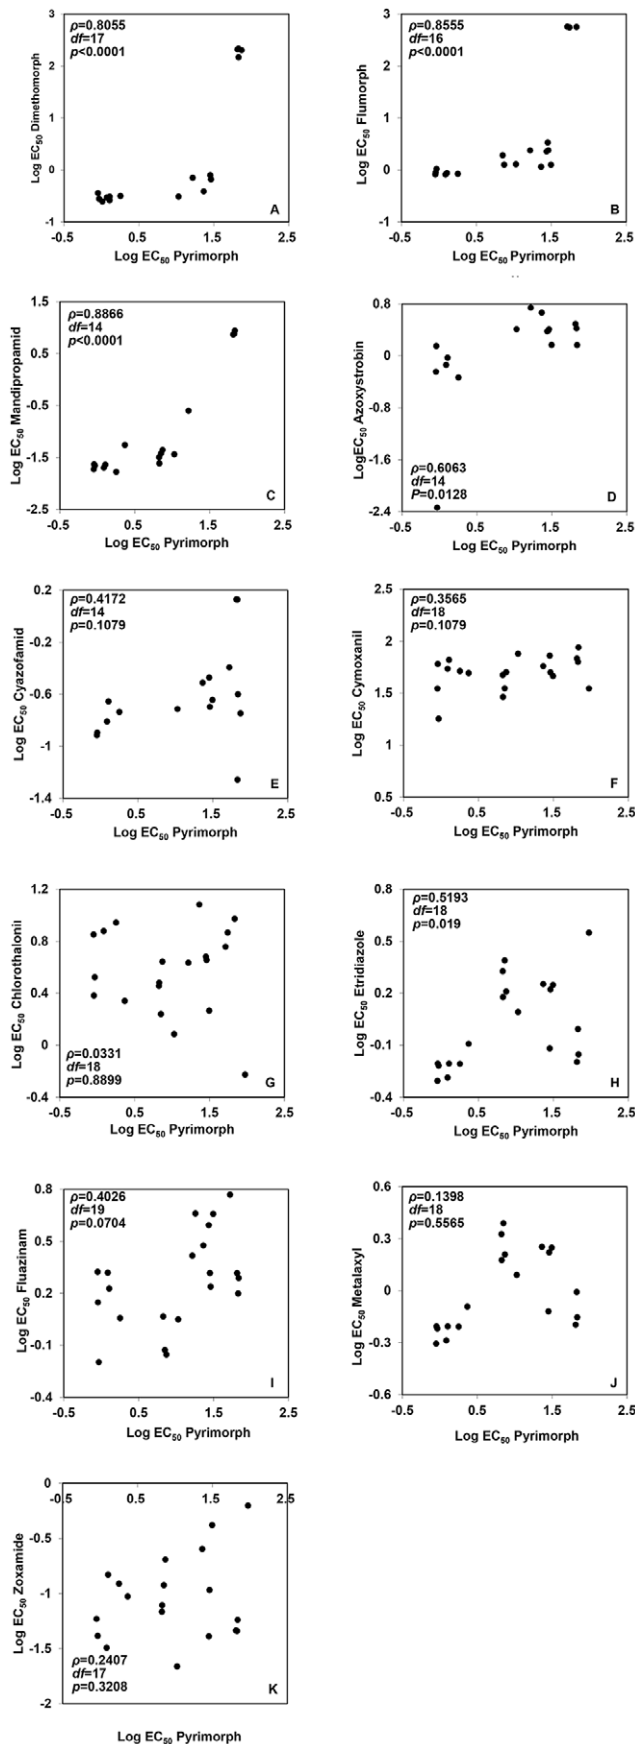 ρ=0.8055
df=17
p<0.0001
Log EC50 Dimethomorph
3
2
1
0
-1
-0.5
0.5
1.5
2.5
A
Log EC50 Pyrimorph
ρ=0.8555
df=16
p<0.0001
Log EC50 Flumorph
3
2
1
0
-1
-0.5
0.5
1.5
2.5
B
Log EC50 Pyrimorph
ρ=0.8866
df=14
p<0.0001
Log EC50 Mandipropamid
1.5
0.5
-0.5
-1.5
-2.5
-0.5
0.5
1.5
2.5
C
Log EC50 Pyrimorph
LogEC50 Azoxystrobin
0.8
0
-0.8
-1.6
-2.4
ρ=0.6063
df=14
P=0.0128
-0.5
0.5
1.5
2.5
D
Log EC50 Pyrimorph
ρ=0.4172
df=14
p=0.1079
Log EC50 Cyazofamid
0.2
-0.2
-0.6
-1
-1.4
-0.5
0.5
1.5
2.5
E
Log EC50 Pyrimorph
ρ=0.3565
df=18
p=0.1079
Log EC50 Cymoxanil
2.5
2
1.5
1
0.5
-0.5
0.5
1.5
2.5
F
Log EC50 Pyrimorph
Log EC50 Chlorothalonil
1.2
0.8
0.4
0
-0.4
ρ=0.0331
df=18
p=0.8899
-0.5
0.5
1.5
2.5
G
Log EC50 Pyrimorph
ρ=0.5193
df=18
p=0.019
Log EC50 Etridiazole
0.8
0.5
0.2
-0.1
-0.4
-0.5
0.5
1.5
2.5
H
Log EC50 Pyrimorph
ρ=0.4026
df=19
p=0.0704
Log EC50 Fluazinam
0.8
0.5
0.2
-0.1
-0.4
-0.5
0.5
1.5
2.5
I
Log EC50 Pyrimorph
ρ=0.1398
df=18
p=0.5565
Log EC50 Metalaxyl
0.6
0.3
0
-0.3
-0.6
-0.5
0.5
1.5
2.5
J
Log EC50 Pyrimorph
Log EC50 Zoxamide
0
-0.5
-1
-1.5
-2
-0.5
0.5
1.5
2.5
ρ=0.2407
df=17
p=0.3208
K
Log EC50 Pyrimorph